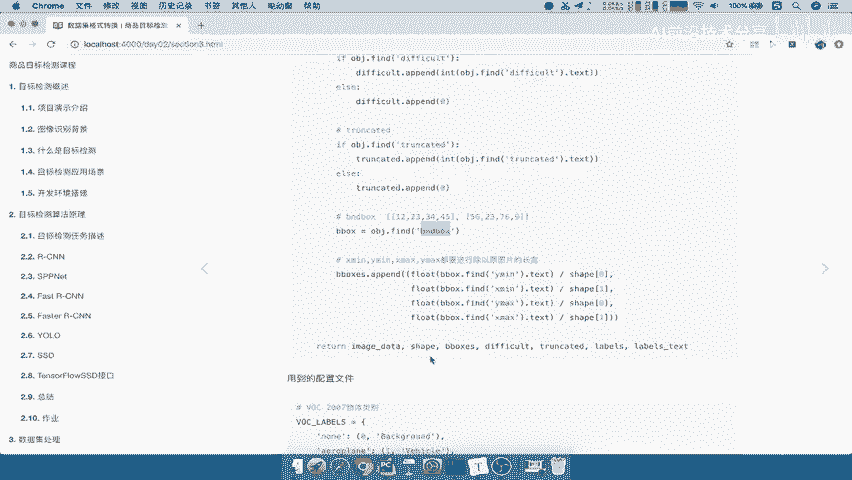 Chrome 文件 修改 视图 历史记录 书签 其他人 电动窗 帮助
100%
数据集格式转换 | 商品目标检测
localhost:4000/day02/section3.html
商品目标检测课程
1. 目标检测概述
1.1. 项目演示介绍
1.2. 图像识别背景
1.3. 什么是目标检测
1.4. 目标检测应用场景
1.5. 开发环境搭建
2. 目标检测算法原理
2.1. 目标检测任务描述
2.2. R-CNN
2.3. SPPNet
2.4. Fast R-CNN
2.5. Faster R-CNN
2.6. YOLO
2.7. SSD
2.8. TensorFlowSSD接口
2.9. 总结
2.10. 作业
3. 数据集处理
if obj.find('difficult'):
difficult.append(int(obj.find('difficult').text))
else:
difficult.append(0)
# truncated
if obj.find('truncated'):
truncated.append(int(obj.find('truncated').text))
else:
truncated.append(0)
# bndbox [[12,23,34,45], [56,23,76,9]]
bbox = obj.find('bndbox')
# xmin,ymin,xmax,ymax都要进行除以原图片的长宽
bboxes.append((float(bbox.find('ymin').text) / shape[0],
float(bbox.find('xmin').text) / shape[1],
float(bbox.find('ymax').text) / shape[0],
float(bbox.find('xmax').text) / shape[1]))
return image_data, shape, bboxes, difficult, truncated, labels, labels_text
用到的配置文件
# VOC 2007物体类别
VOC_LABELS = {
'none': (0, 'Background'),
'aeroplane': (1, 'Vehicle'),